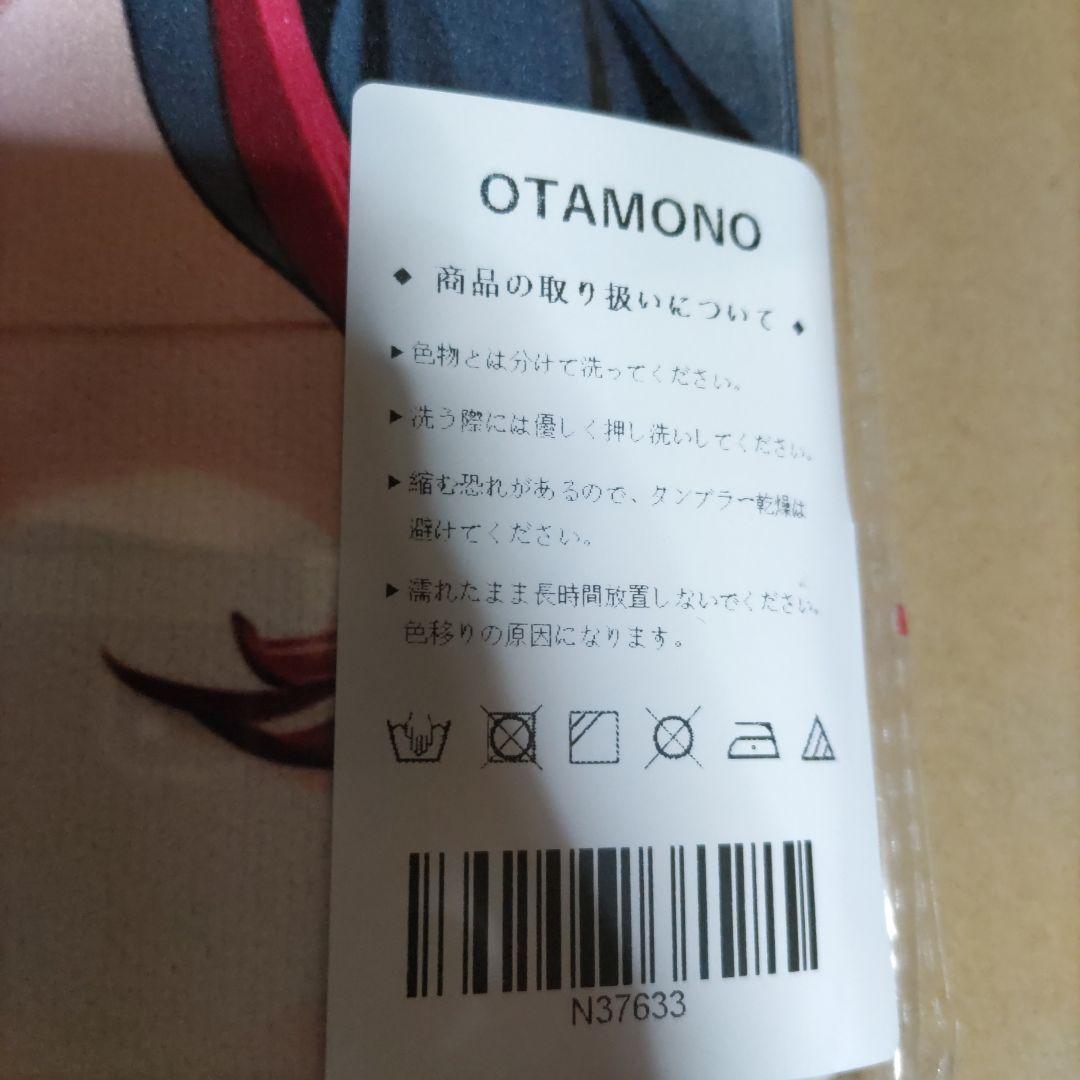 OTAMONO
◆ 商品の取り扱いについて ◆
▶ 色物とは分けて洗ってください。
▶ 洗う際には優しく押し洗いしてください。
▶ 縮む恐れがあるので、タンブラー乾燥は
避けてください。
▶ 濡れたまま長時間放置しないでください。
色移りの原因になります。
N37633